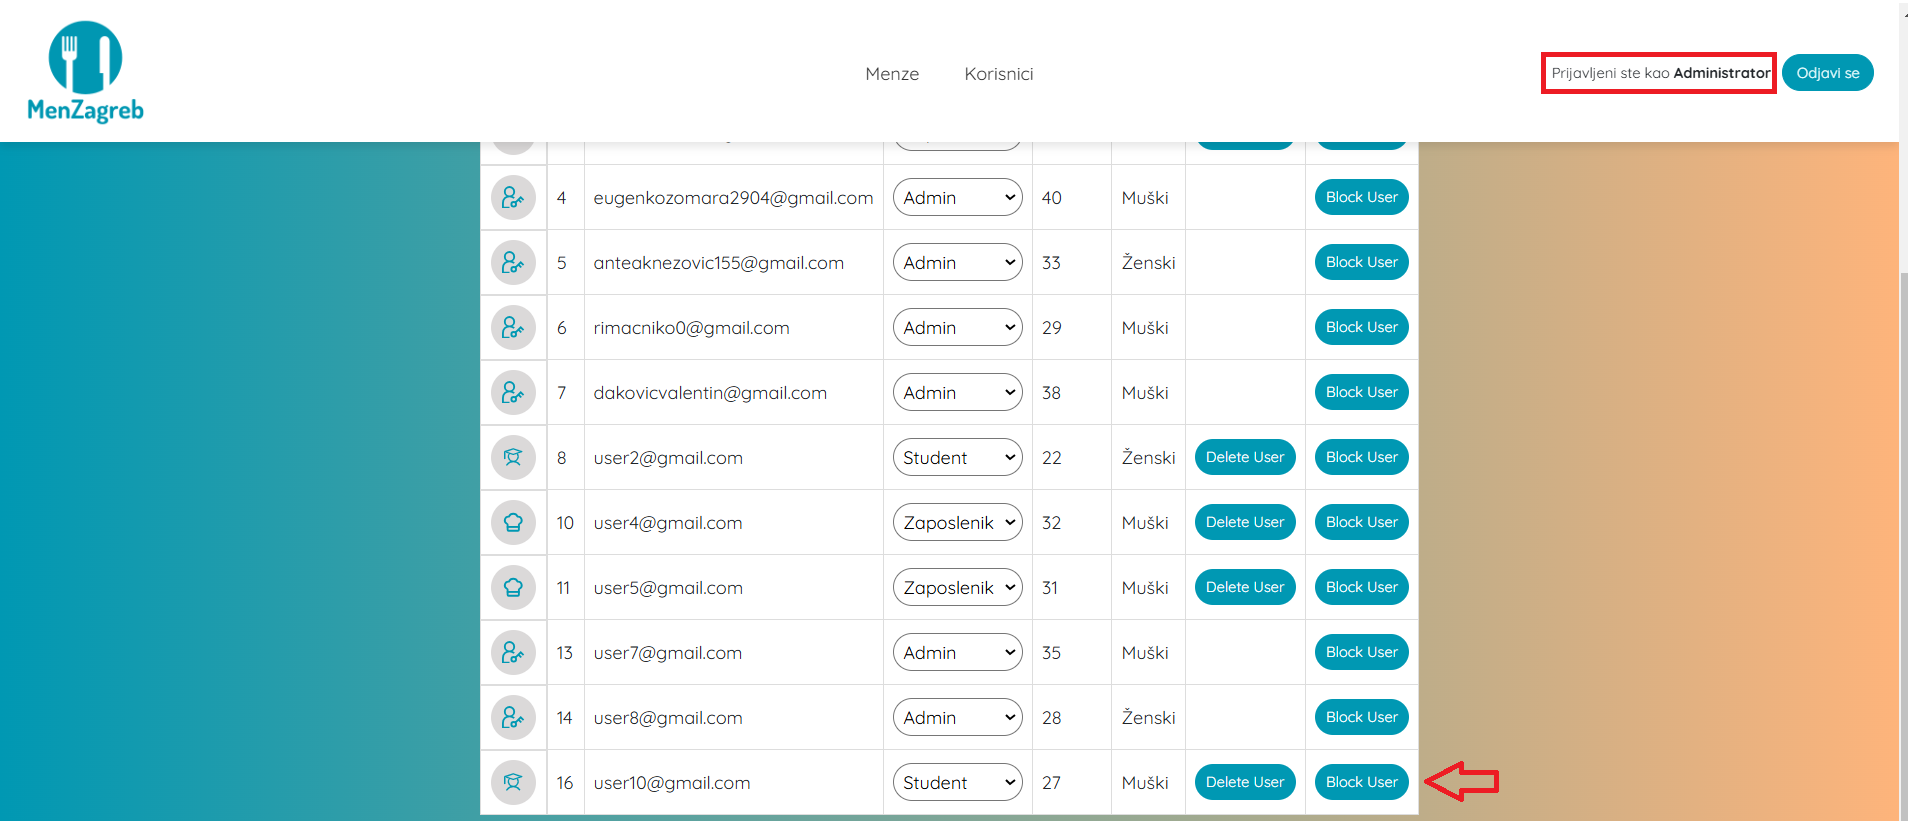 MenZagreb
Menze Korisnici
Prijavljeni ste kao Administrator Odjavi se
4 eugenkozomara2904@gmail.com Admin 40 Muški Block User
5 anteaknezovic155@gmail.com Admin 33 Ženski Block User
6 rimacniko0@gmail.com Admin 29 Muški Block User
7 dakovicvalentin@gmail.com Admin 38 Muški Block User
8 user2@gmail.com Student 22 Ženski Delete User Block User
10 user4@gmail.com Zaposlenik 32 Muški Delete User Block User
11 user5@gmail.com Zaposlenik 31 Muški Delete User Block User
13 user7@gmail.com Admin 35 Muški Block User
14 user8@gmail.com Admin 28 Ženski Block User
16 user10@gmail.com Student 27 Muški Delete User Block User